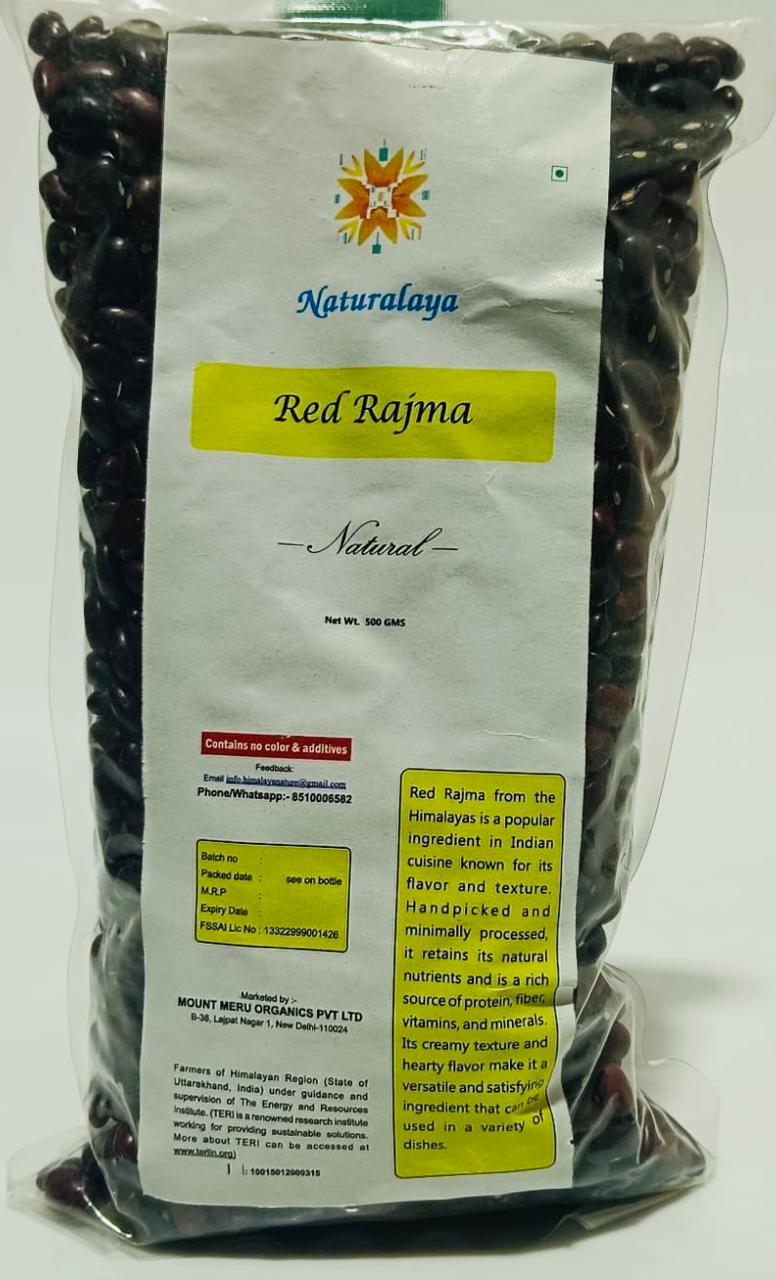 Naturalaya
Red Rajma
— Natural —
Net Wt. 500 GMS
Contains no color & additives
Feedback:
Email info.himalayanature@gmail.com
Phone/Whatsapp:- 8510006582
Batch no :
Packed date : see on bottle
M.R.P :
Expiry Date :
FSSAI Lic No : 13322999001426
Marketed by :-
MOUNT MERU ORGANICS PVT LTD
B-38, Lajpat Nagar 1, New Delhi-110024
Farmers of Himalayan Region (State of
Uttarakhand, India) under guidance and
supervision of The Energy and Resources
Institute. (TERI is a renowned research institute
working for providing sustainable solutions.
More about TERI can be accessed at
www.teriin.org)
10015012000315
Red Rajma from the
Himalayas is a popular
ingredient in Indian
cuisine known for its
flavor and texture.
Handpicked and
minimally processed,
it retains its natural
nutrients and is a rich
source of protein, fiber,
vitamins, and minerals.
Its creamy texture and
hearty flavor make it a
versatile and satisfying
ingredient that can be
used in a variety of
dishes.